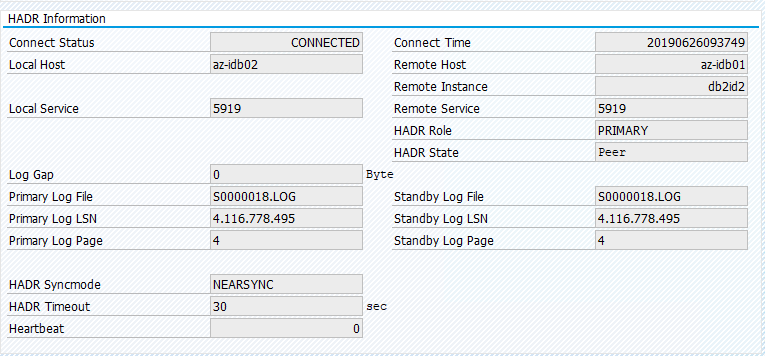 HADR Information
Connect Status CONNECTED Connect Time 20190626093749
Local Host az-idb02 Remote Host az-idb01
Remote Instance db2id2
Local Service 5919 Remote Service 5919
HADR Role PRIMARY
HADR State Peer
Log Gap 0 Byte
Primary Log File S0000018.LOG Standby Log File S0000018.LOG
Primary Log LSN 4.116.778.495 Standby Log LSN 4.116.778.495
Primary Log Page 4 Standby Log Page 4
HADR Syncmode NEARSYNC
HADR Timeout 30 sec
Heartbeat 0